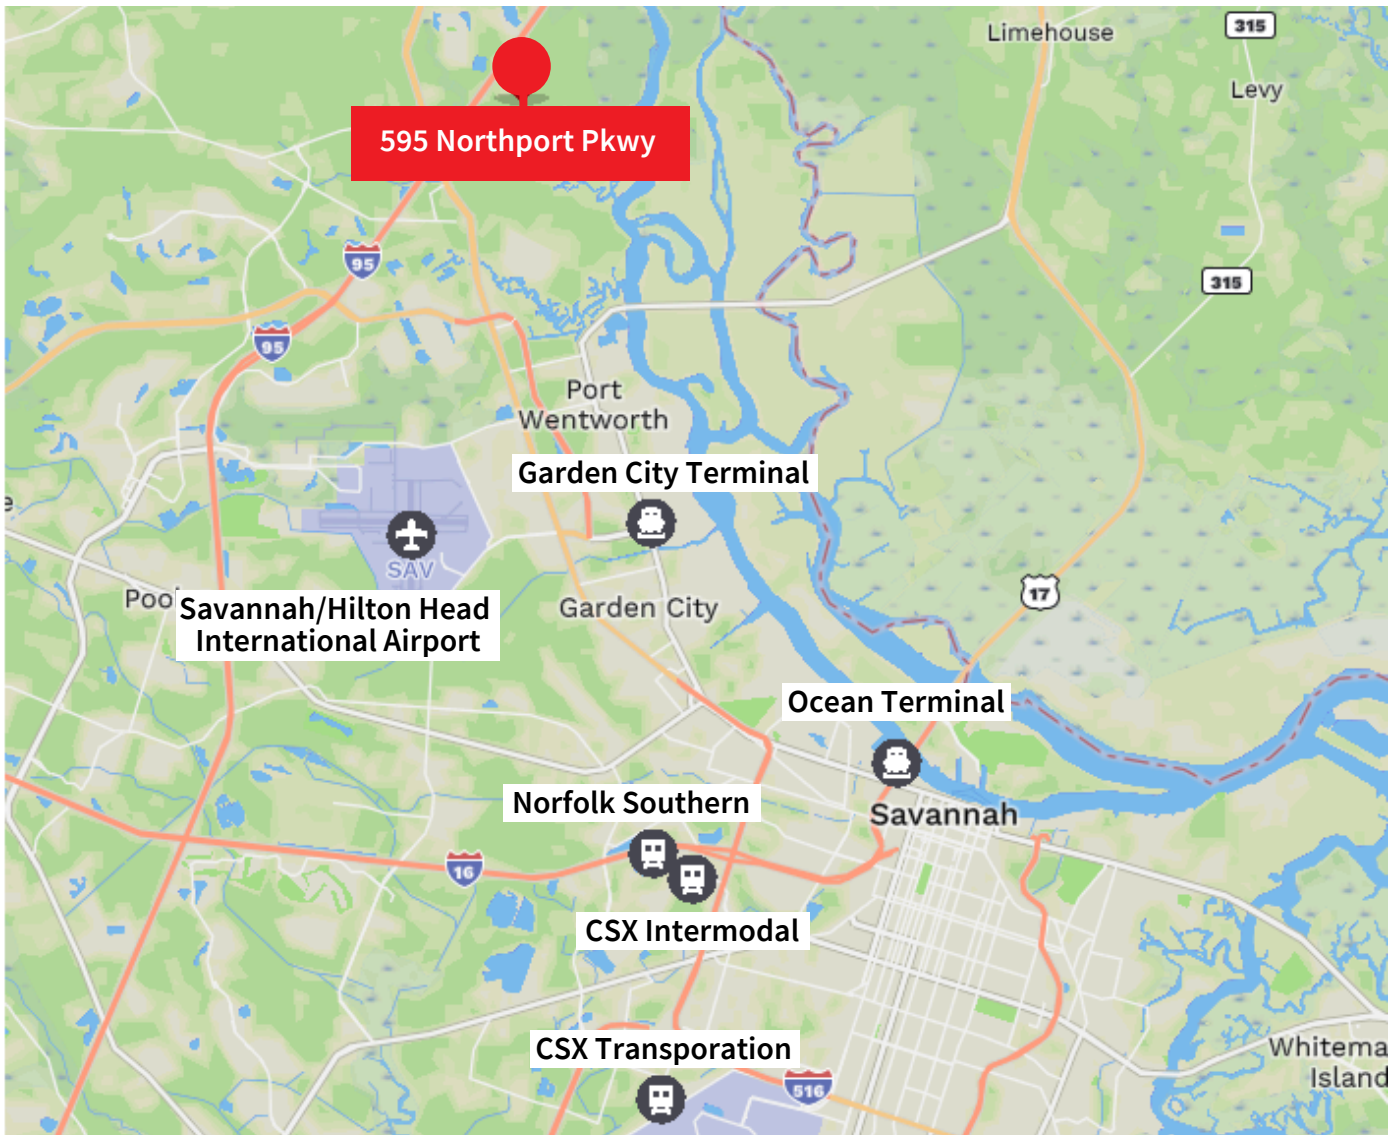 Limehouse
315
Levy
595 Northport Pkwy
95
315
95
Port
Wentworth
Garden City Terminal
SAV
17
Savannah/Hilton Head
International Airport
Garden City
Ocean Terminal
Norfolk Southern
Savannah
16
CSX Intermodal
CSX Transporation
Whitema
Island
516